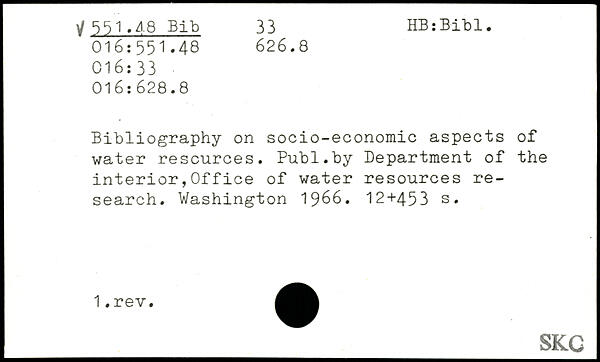 √ 551.48 Bib 33 HB:Bibl.
016:551.48 626.8
016:33
016:628.8
Bibliography on socio-economic aspects of
water rescurces. Publ.by Department of the
interior,Office of water resources re-
search. Washington 1966. 12+453 s.
1.rev.
SKC